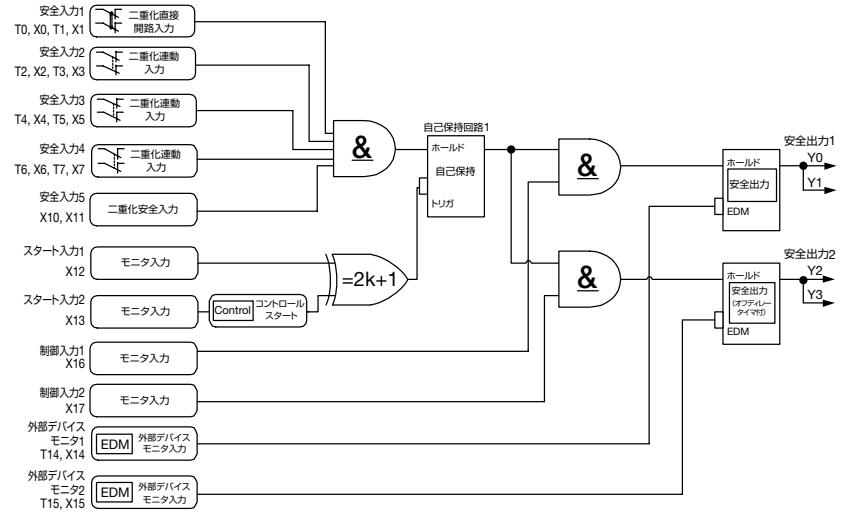 安全入力1
T0, X0, T1, X1
二重化直接
開路入力
安全入力2
T2, X2, T3, X3
二重化連動
入力
安全入力3
T4, X4, T5, X5
二重化連動
入力
安全入力4
T6, X6, T7, X7
二重化連動
入力
安全入力5
X10, X11
二重化安全入力
スタート入力1
X12
モニタ入力
スタート入力2
X13
モニタ入力
Control
コントロール
スタート
制御入力1
X16
モニタ入力
制御入力2
X17
モニタ入力
外部デバイス
モニタ1
T14, X14
EDM
外部デバイス
モニタ入力
外部デバイス
モニタ2
T15, X15
EDM
外部デバイス
モニタ入力
&
=2k+1
自己保持回路1
ホールド
自己保持
トリガ
&
&
安全出力1
ホールド
安全出力
EDM
Y0
Y1
安全出力2
ホールド
安全出力
(オフディレー
タイマ付)
EDM
Y2
Y3